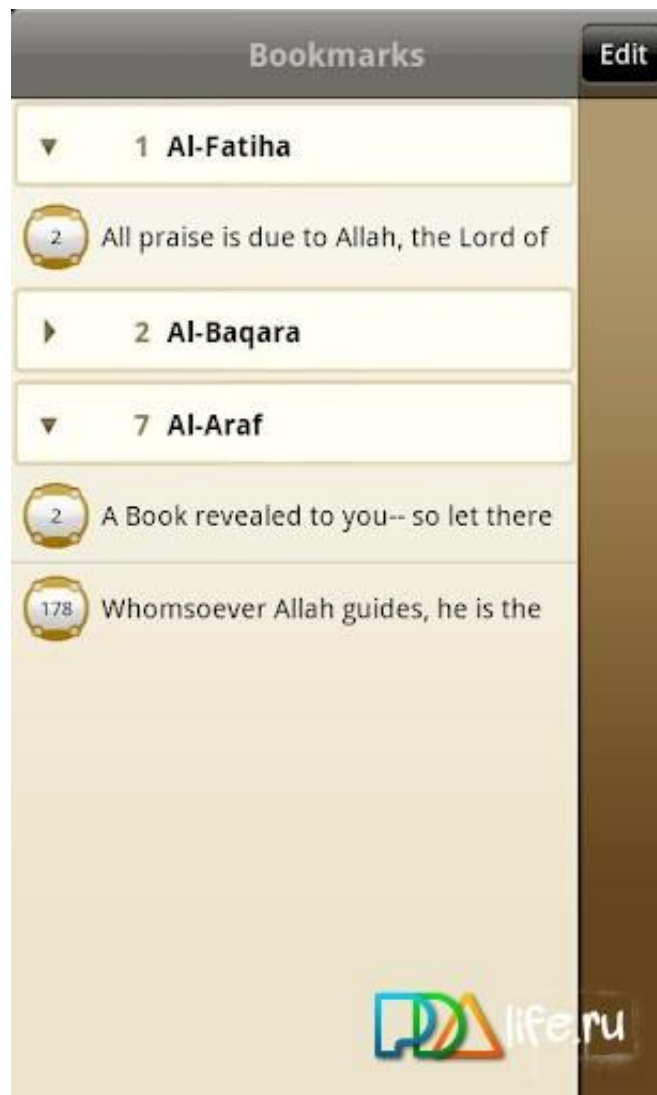 Bookmarks Edit
1 Al-Fatiha
2 All praise is due to Allah, the Lord of
2 Al-Baqara
7 Al-Araf
2 A Book revealed to you-- so let there
178 Whomsoever Allah guides, he is the
PDAlife.ru